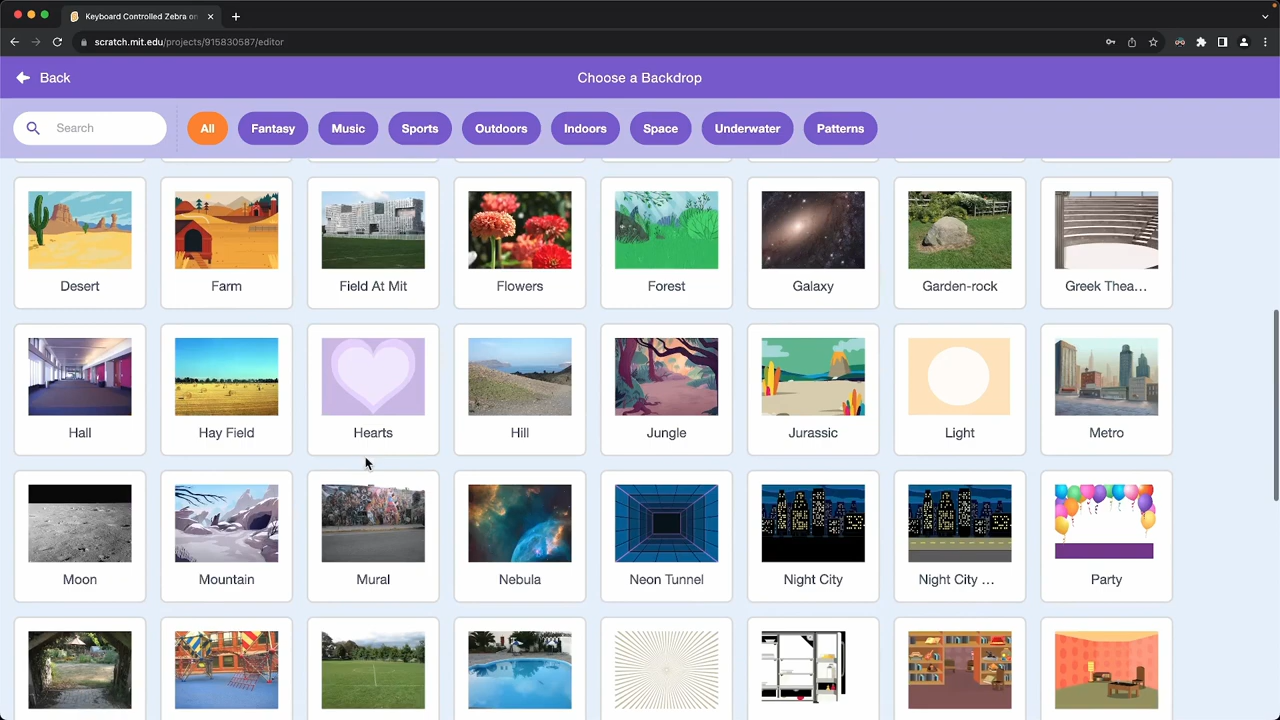 Keyboard Controlled Zebra on
scratch.mit.edu/projects/915830587/editor
Back
Choose a Backdrop
Search
All
Fantasy
Music
Sports
Outdoors
Indoors
Space
Underwater
Patterns
Desert
Farm
Field At Mit
Flowers
Forest
Galaxy
Garden-rock
Greek Thea...
Hall
Hay Field
Hearts
Hill
Jungle
Jurassic
Light
Metro
Moon
Mountain
Mural
Nebula
Neon Tunnel
Night City
Night City ...
Party